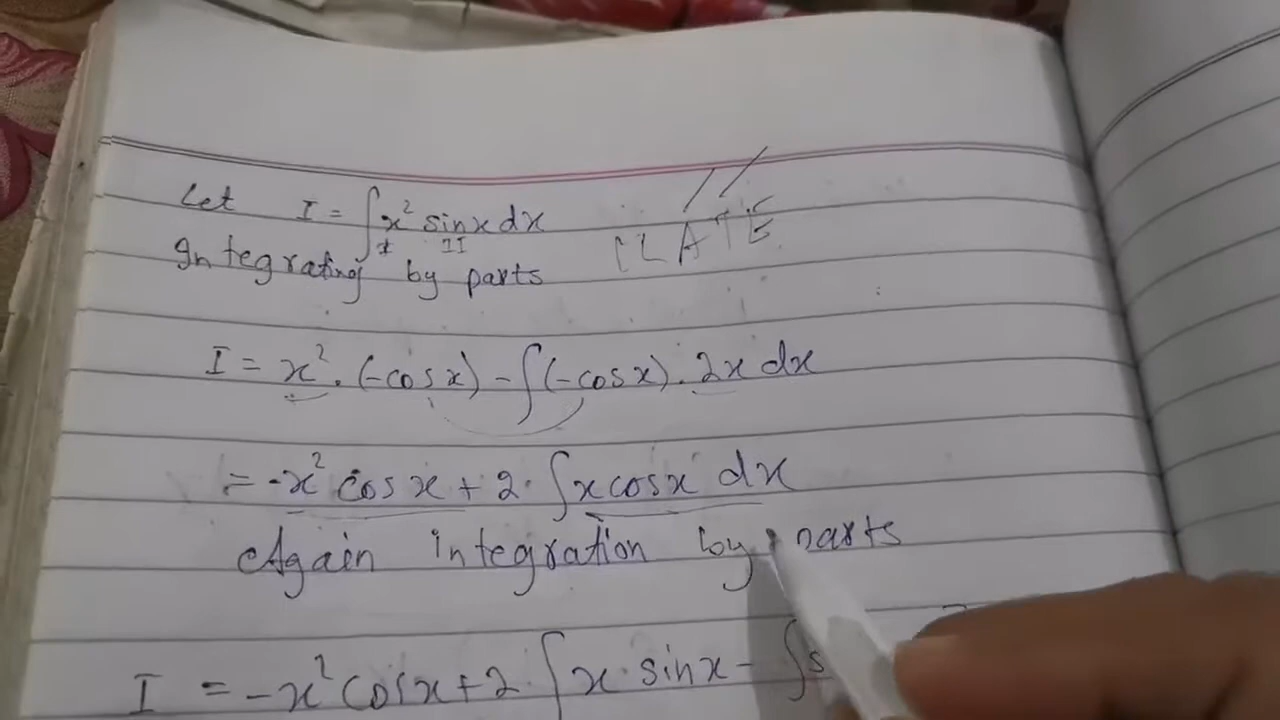 Let I = ∫ x² sinx dx
I II
Integrating by parts
ILATE
I = x² . (-cosx) - ∫(-cosx) . 2x dx
= -x² cosx + 2. ∫xcosx dx
Again integration by parts
I = -x² cosx + 2. ∫ x. sinx - ∫s